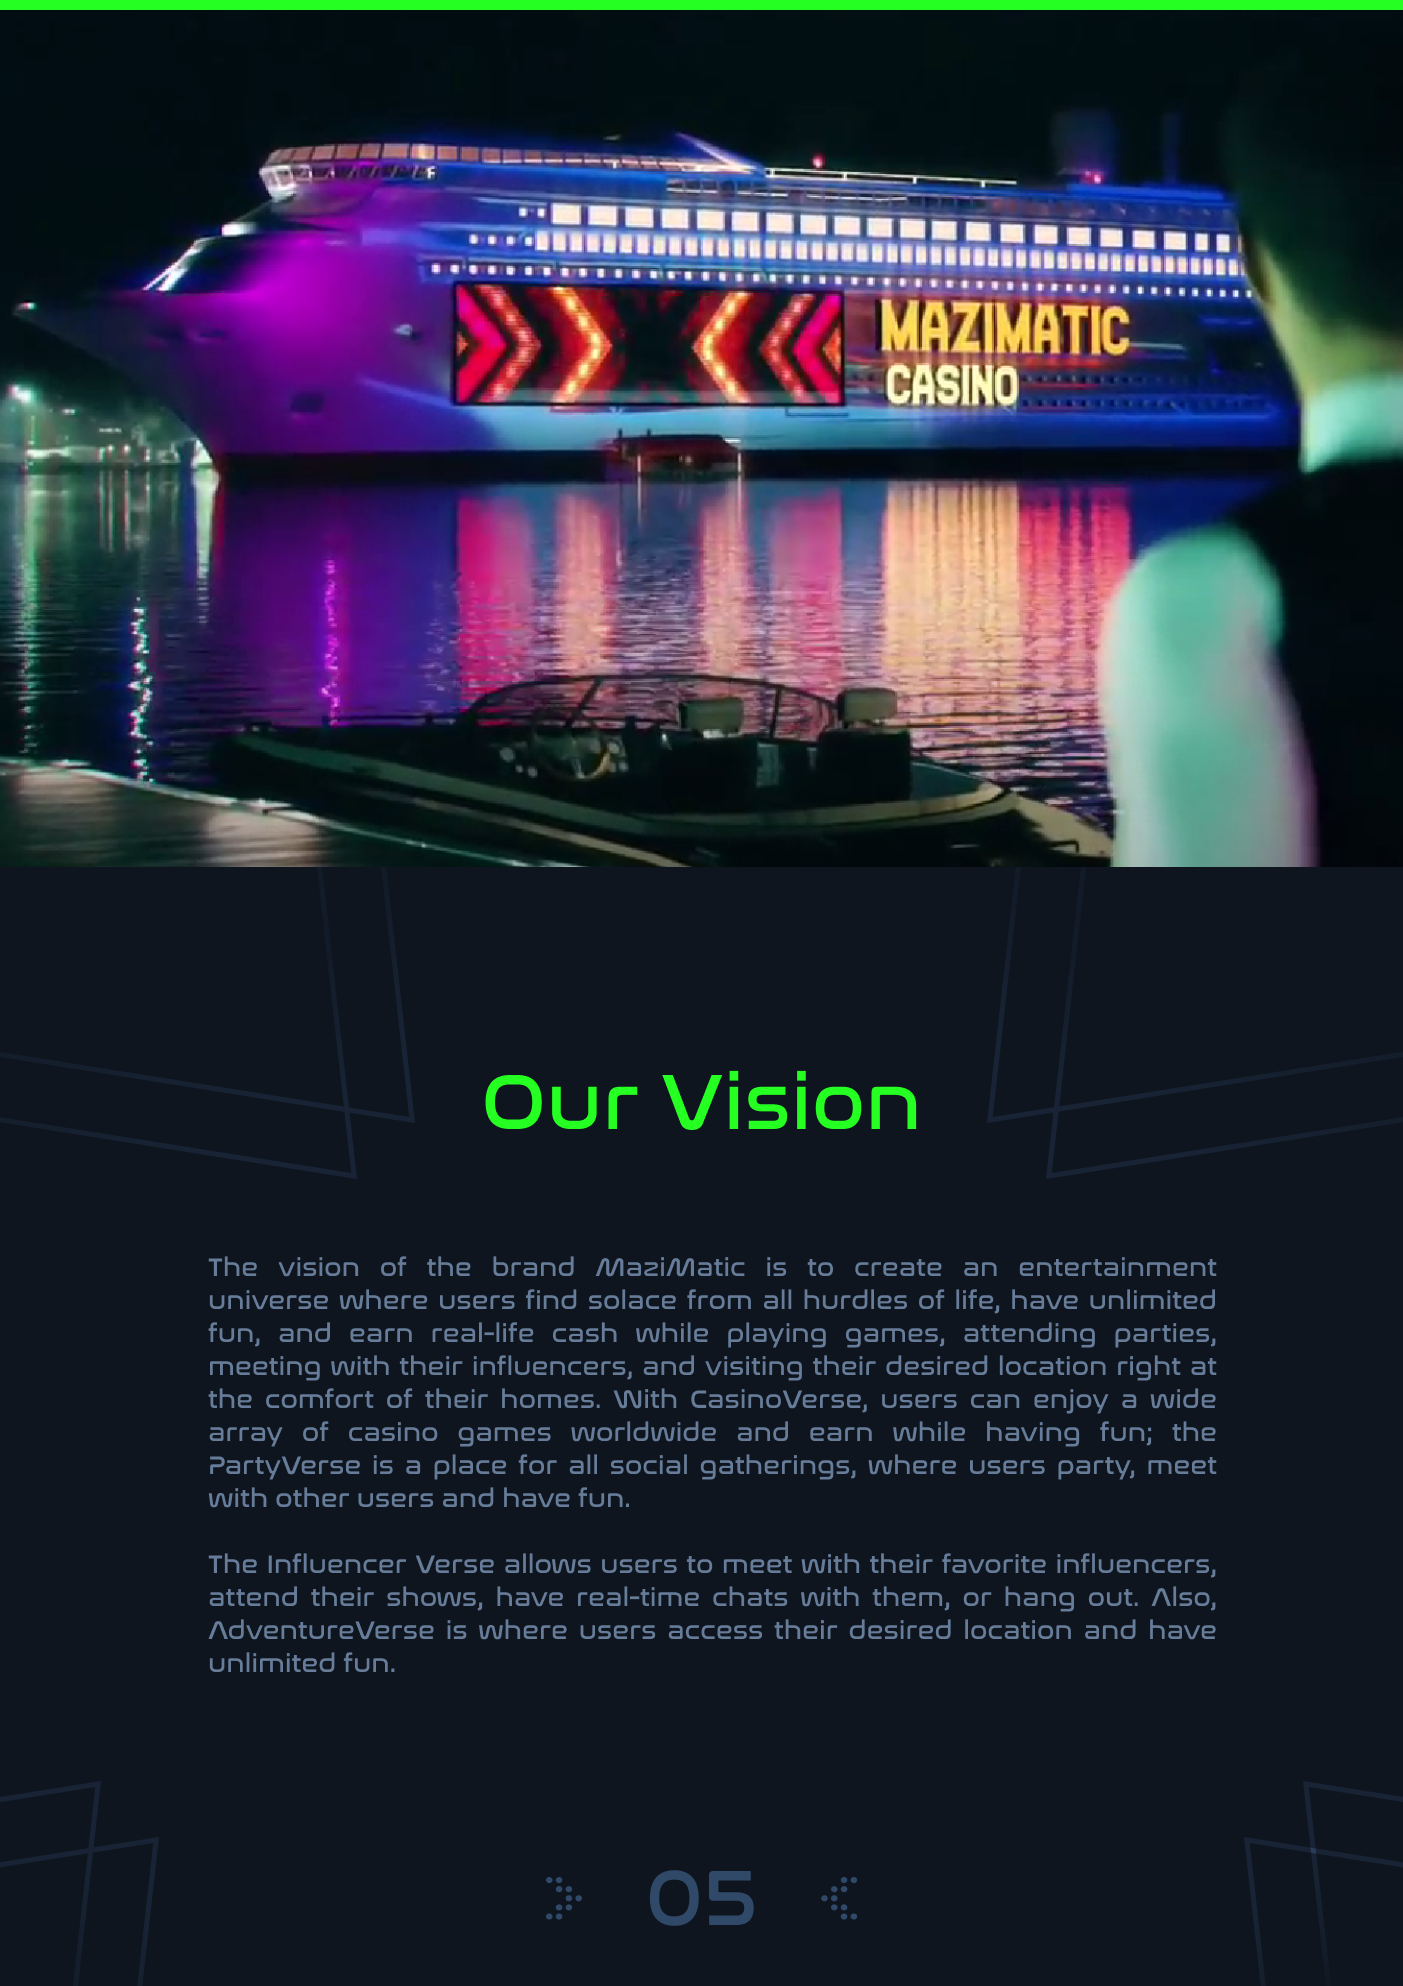 MAZIMATIC
CASINO
Our Vision
The vision of the brand MaziMatic is to create an entertainment
universe where users find solace from all hurdles of life, have unlimited
fun, and earn real-life cash while playing games, attending parties,
meeting with their influencers, and visiting their desired location right at
the comfort of their homes. With CasinoVerse, users can enjoy a wide
array of casino games worldwide and earn while having fun; the
PartyVerse is a place for all social gatherings, where users party, meet
with other users and have fun.
The Influencer Verse allows users to meet with their favorite influencers,
attend their shows, have real-time chats with them, or hang out. Also,
AdventureVerse is where users access their desired location and have
unlimited fun.
05